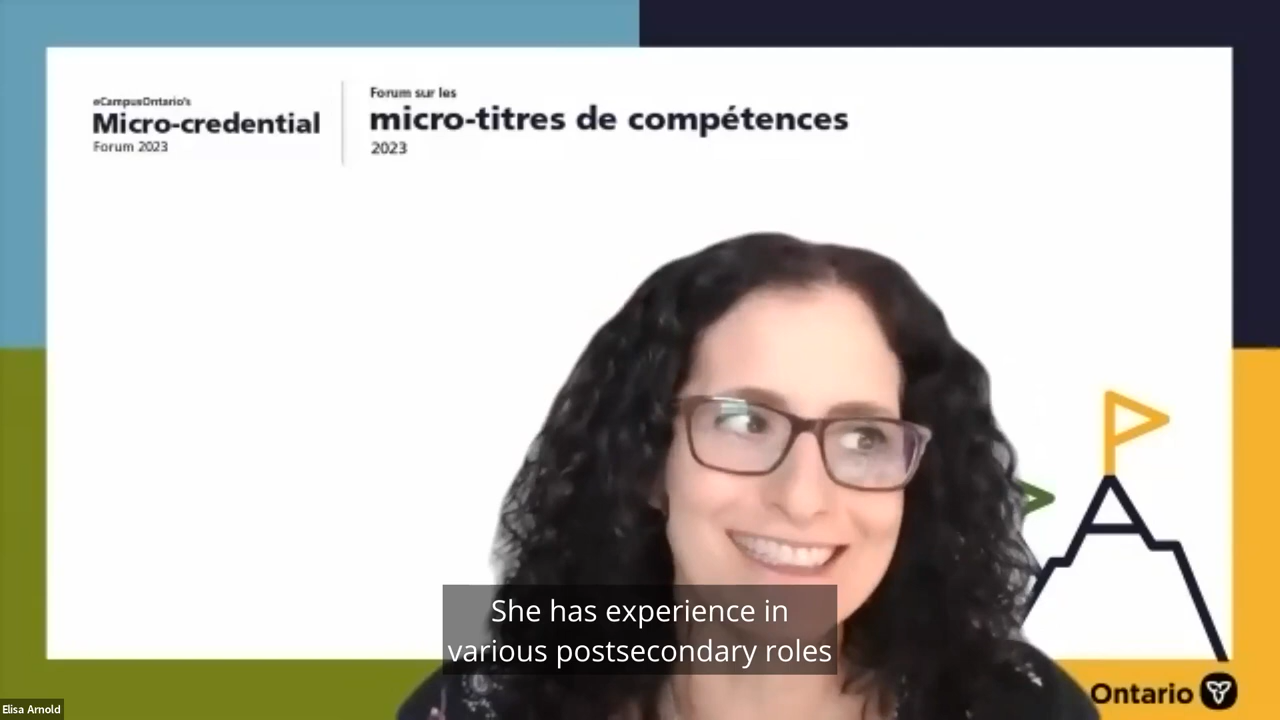 eCampusOntario's
Micro-credential
Forum 2023
Forum sur les
micro-titres de compétences
2023
She has experience in
various postsecondary roles
Elisa Arnold
Ontario